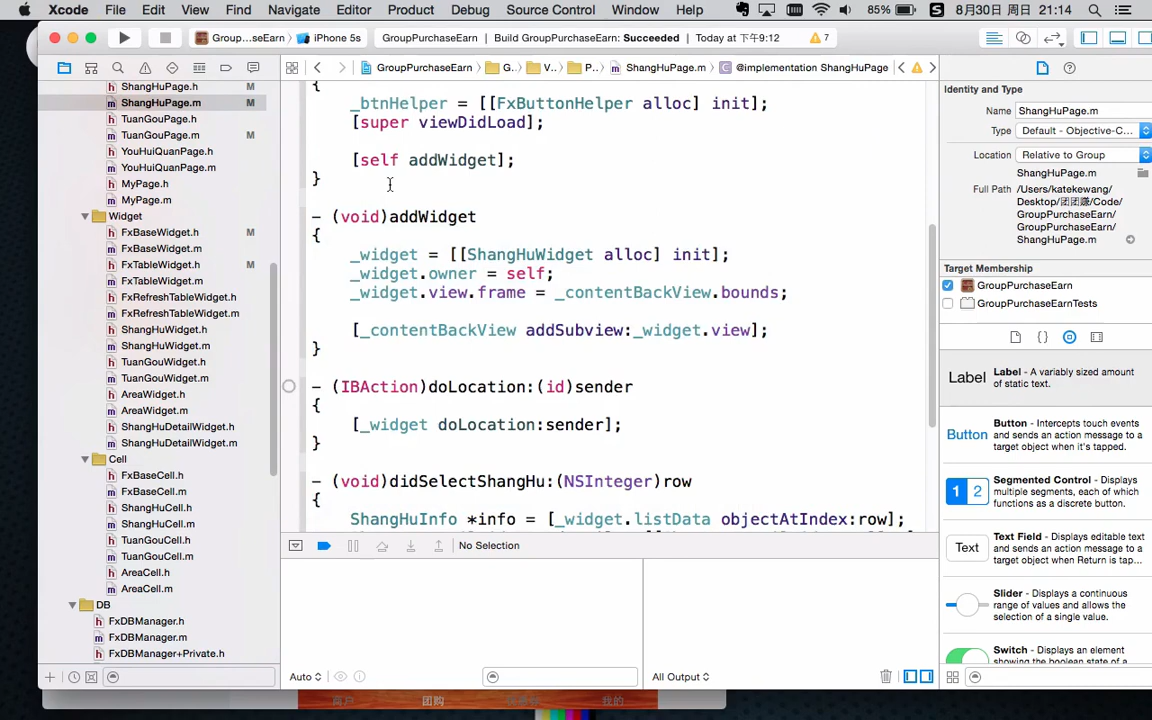 Xcode File Edit View Find Navigate Editor Product Debug Source Control Window Help 85% S 8月30日 周日 21:14
Group...seEarn iPhone 5s GroupPurchaseEarn Build GroupPurchaseEarn: Succeeded Today at 下午9:12 7
GroupPurchaseEarn G... V... P... ShangHuPage.m @implementation ShangHuPage
ShangHuPage.h M
ShangHuPage.m M
TuanGouPage.h
TuanGouPage.m M
YouHuiQuanPage.h
YouHuiQuanPage.m
MyPage.h
MyPage.m
Widget
FxBaseWidget.h M
FxBaseWidget.m
FxTableWidget.h M
FxTableWidget.m
FxRefreshTableWidget.h
FxRefreshTableWidget.m
ShangHuWidget.h
ShangHuWidget.m
TuanGouWidget.h
TuanGouWidget.m
AreaWidget.h
AreaWidget.m
ShangHuDetailWidget.h
ShangHuDetailWidget.m
Cell
FxBaseCell.h
FxBaseCell.m
ShangHuCell.h
ShangHuCell.m
TuanGouCell.h
TuanGouCell.m
AreaCell.h
AreaCell.m
DB
FxDBManager.h
FxDBManager.m
FxDBManager+Private.h
{
_btnHelper = [[FxButtonHelper alloc] init];
[super viewDidLoad];
[self addWidget];
}
- (void)addWidget
{
_widget = [[ShangHuWidget alloc] init];
_widget.owner = self;
_widget.view.frame = _contentBackView.bounds;
[_contentBackView addSubview:_widget.view];
}
- (IBAction)doLocation:(id)sender
{
[_widget doLocation:sender];
}
- (void)didSelectShangHu:(NSInteger)row
{
ShangHuInfo *info = [_widget.listData objectAtIndex:row];
No Selection
Auto
All Output
Identity and Type
Name ShangHuPage.m
Type Default - Objective-C...
Location Relative to Group
ShangHuPage.m
Full Path /Users/katekewang/
Desktop/团团赚/Code/
GroupPurchaseEarn/
GroupPurchaseEarn/
ShangHuPage.m
Target Membership
GroupPurchaseEarn
GroupPurchaseEarnTests
Label Label - A variably sized amount
of static text.
Button Button - Intercepts touch events
and sends an action message to a
target object when it's tapped.
1 2 Segmented Control - Displays
multiple segments, each of which
functions as a discrete button.
Text Text Field - Displays editable text
and sends an action message to a
target object when Return is tap...
Slider - Displays a continuous
range of values and allows the
selection of a single value.
Switch - Displays an element
showing the boolean state of a
商户 团购 我的